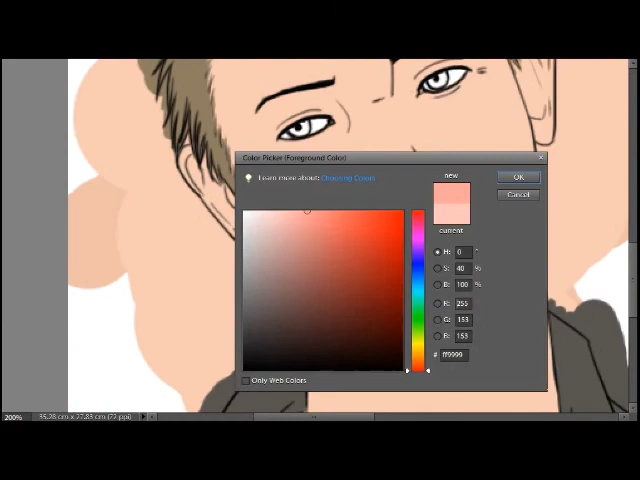 Color Picker (Foreground Color)
Learn more about: Choosing Colors
new
OK
Cancel
current
H: 0 °
S: 40 %
B: 100 %
R: 255
G: 153
B: 153
# ff9999
Only Web Colors
200% 35.28 cm x 27.83 cm (72 ppi)